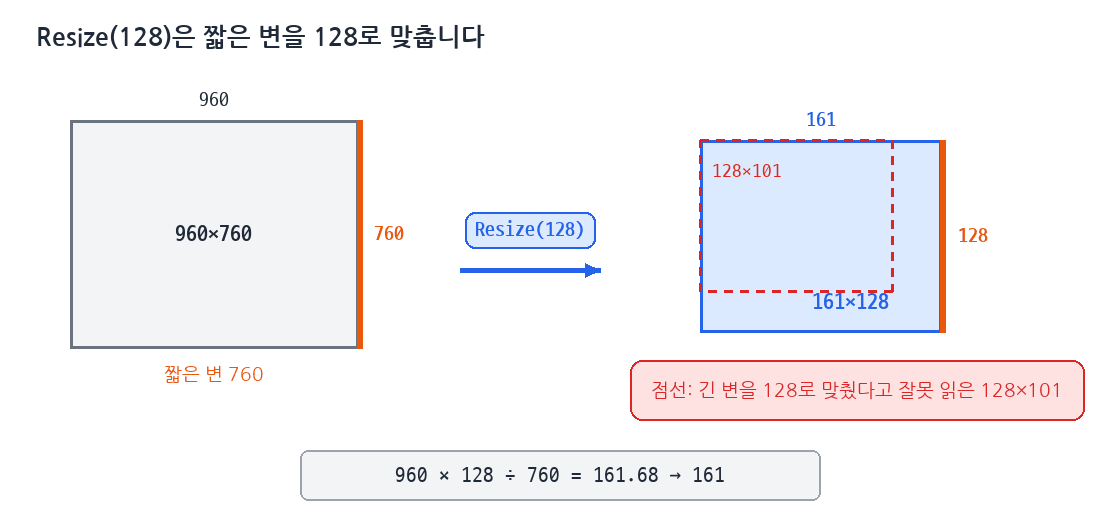 Resize(128)은 짧은 변을 128로 맞춥니다
960
960×760
760
짧은 변 760
Resize(128)
161
128×101
128
161×128
점선: 긴 변을 128로 맞췄다고 잘못 읽은 128×101
960 × 128 ÷ 760 = 161.68 → 161